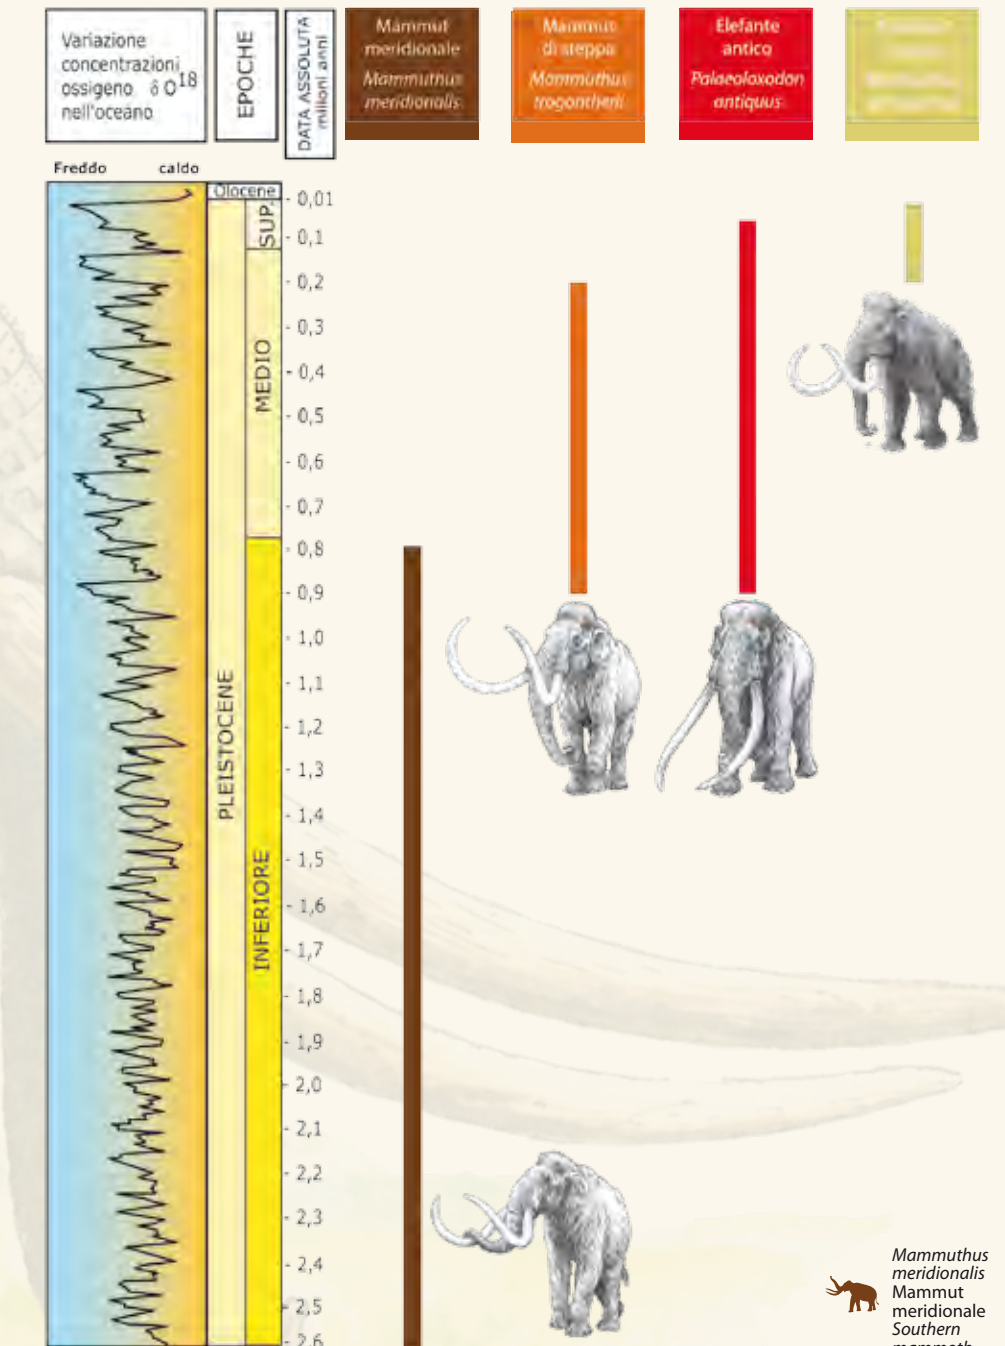 Variazione
concentrazioni
ossigeno δ O18
nell'oceano
EPOCHE
DATA ASSOLUTA
milioni anni
Mammut
meridionale
Mammuthus
meridionalis
Mammut
di steppa
Mammuthus
trogontherii
Elefante
antico
Palaeoloxodon
antiquus
Freddo caldo
Olocene
SUP.
MEDIO
PLEISTOCENE
INFERIORE
- 0,01
- 0,1
- 0,2
- 0,3
- 0,4
- 0,5
- 0,6
- 0,7
- 0,8
- 0,9
- 1,0
- 1,1
- 1,2
- 1,3
- 1,4
- 1,5
- 1,6
- 1,7
- 1,8
- 1,9
- 2,0
- 2,1
- 2,2
- 2,3
- 2,4
- 2,5
- 2,6
Mammuthus
meridionalis
Mammut
meridionale
Southern
mammoth